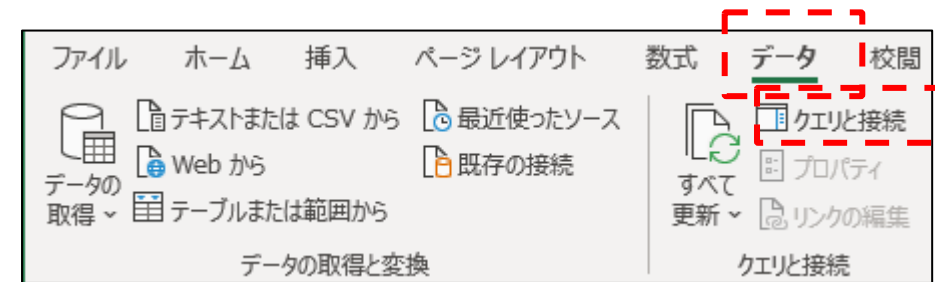 ファイル ホーム 挿入 ページ レイアウト 数式 データ 校閲
データの取得 テキストまたは CSV から 最近使ったソース
Web から 既存の接続
テーブルまたは範囲から
すべて更新 クエリと接続
プロパティ
リンクの編集
データの取得と変換 クエリと接続